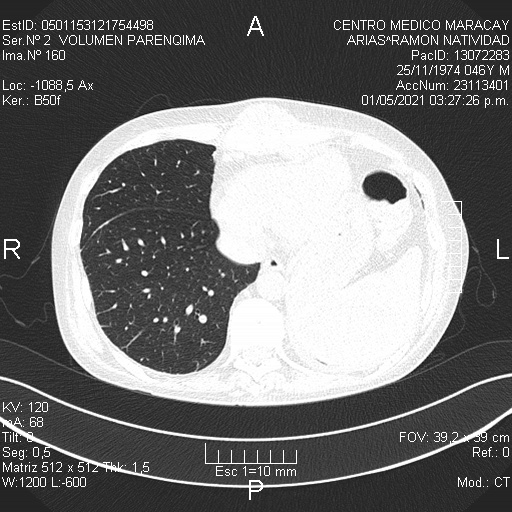 EstID: 0501153121754498
Ser.Nº 2 VOLUMEN PARENQIMA
Ima.Nº 160
Loc: -1088,5 Ax
Ker.: B50f
A
CENTRO MEDICO MARACAY
ARIAS^RAMON NATIVIDAD
PacID: 13072283
25/11/1974 046Y M
AccNum: 23113401
01/05/2021 03:27:26 p.m.
R
L
KV: 120
mA: 68
Tilt: 0
Seg: 0,5
Matriz 512 x 512 Thk: 1,5
W:1200 L:-600
Esc 1=10 mm
P
FOV: 39,2 x 39 cm
Ref.: 0
Mod.: CT